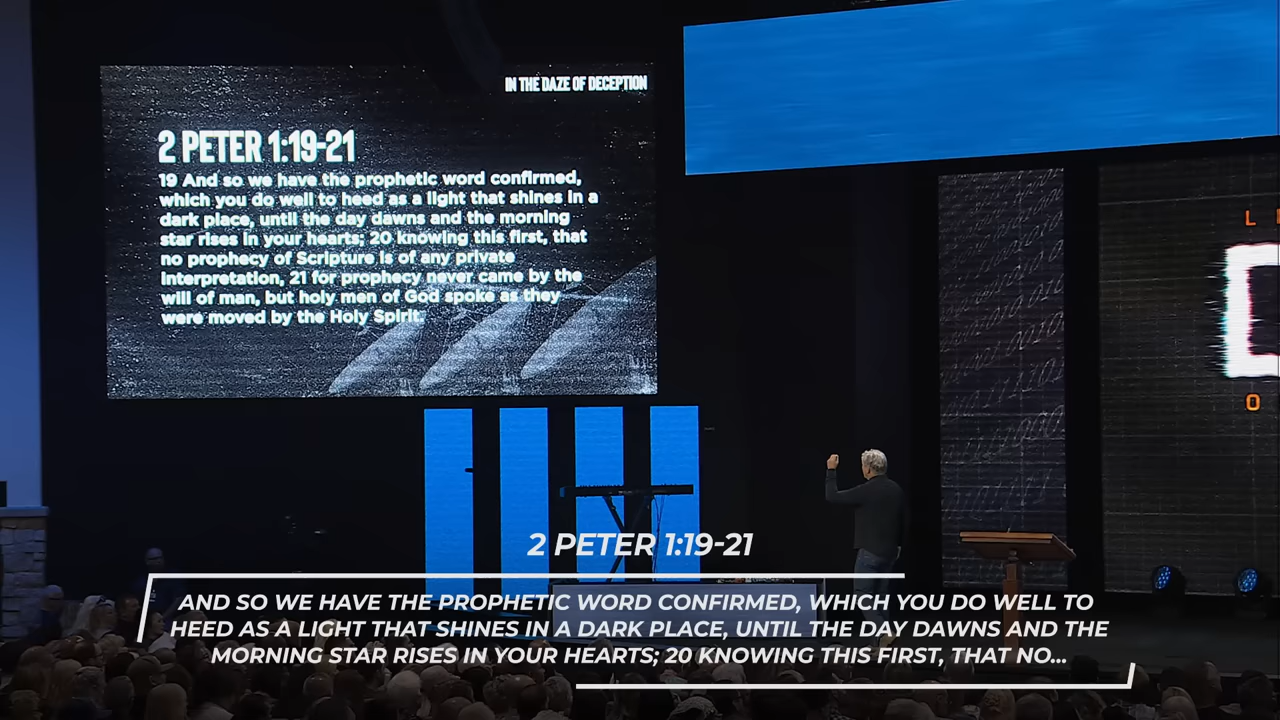 IN THE DAZE OF DECEPTION
2 PETER 1:19-21
19 And so we have the prophetic word confirmed,
which you do well to heed as a light that shines in a
dark place, until the day dawns and the morning
star rises in your hearts; 20 knowing this first, that
no prophecy of Scripture is of any private
interpretation, 21 for prophecy never came by the
will of man, but holy men of God spoke as they
were moved by the Holy Spirit.
L
O
2 PETER 1:19-21
AND SO WE HAVE THE PROPHETIC WORD CONFIRMED, WHICH YOU DO WELL TO
HEED AS A LIGHT THAT SHINES IN A DARK PLACE, UNTIL THE DAY DAWNS AND THE
MORNING STAR RISES IN YOUR HEARTS; 20 KNOWING THIS FIRST, THAT NO...